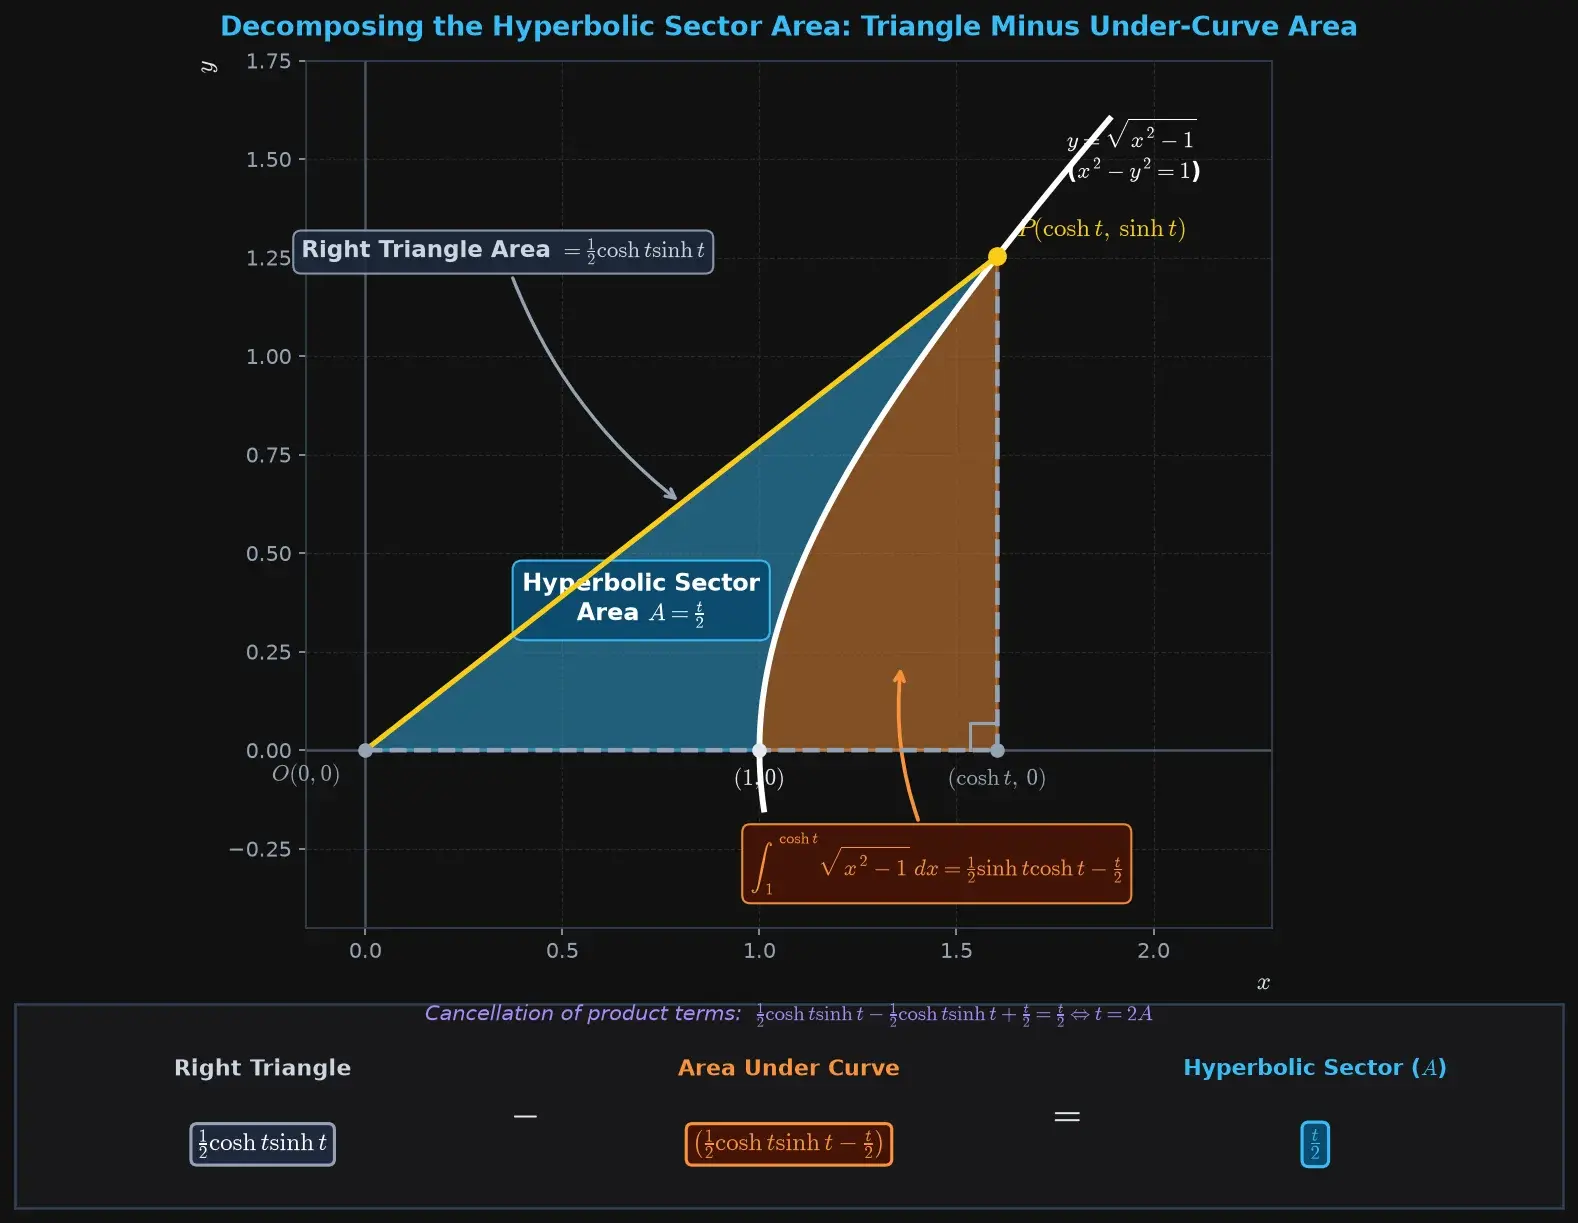 Decomposing the Hyperbolic Sector Area: Triangle Minus Under-Curve Area
y
1.75
1.50
1.25
1.00
0.75
0.50
0.25
0.00
−0.25
y = √(x² − 1)
(x² − y² = 1)
P(cosh t, sinh t)
Right Triangle Area = ½cosh t sinh t
Hyperbolic Sector
Area A = t/2
O(0, 0)
(1, 0)
(cosh t, 0)
∫₁^(cosh t) √(x² − 1) dx = ½sinh t cosh t − t/2
0.0 0.5 1.0 1.5 2.0
x
Cancellation of product terms: ½cosh t sinh t − ½cosh t sinh t + t/2 = t/2 ⇔ t = 2A
Right Triangle Area Under Curve Hyperbolic Sector (A)
½cosh t sinh t − (½cosh t sinh t − t/2) = t/2